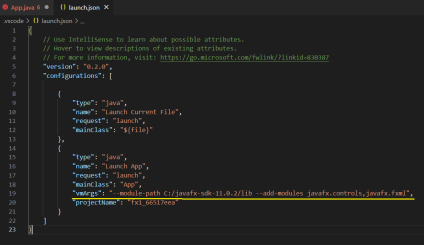 App.java 6
launch.json
.vscode > launch.json > ...
1 {
2 // Use IntelliSense to learn about possible attributes.
3 // Hover to view descriptions of existing attributes.
4 // For more information, visit: https://go.microsoft.com/fwlink/?linkid=830387
5 "version": "0.2.0",
6 "configurations": [
7
8 {
9 "type": "java",
10 "name": "Launch Current File",
11 "request": "launch",
12 "mainClass": "${file}"
13 },
14 {
15 "type": "java",
16 "name": "Launch App",
17 "request": "launch",
18 "mainClass": "App",
19 "vmArgs": "--module-path C:/javafx-sdk-11.0.2/lib --add-modules javafx.controls,javafx.fxml",
20 "projectName": "fx1_66517eea"
21 }
22 ]
23 }